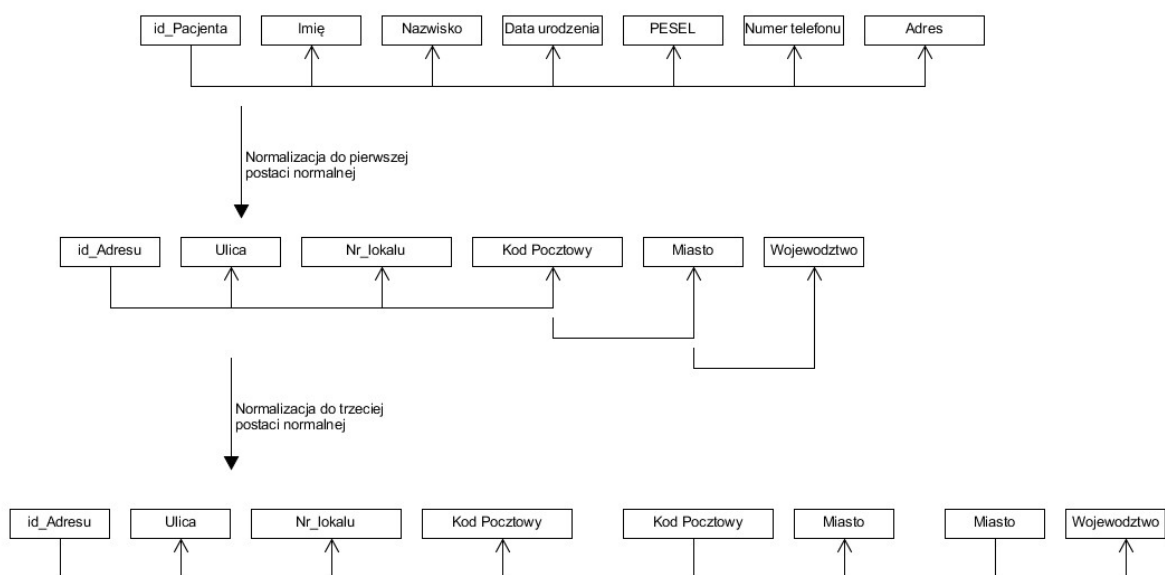 id_Pacjenta
Imię
Nazwisko
Data urodzenia
PESEL
Numer telefonu
Adres
Normalizacja do pierwszej
postaci normalnej
id_Adresu
Ulica
Nr_lokalu
Kod Pocztowy
Miasto
Wojewodztwo
Normalizacja do trzeciej
postaci normalnej
id_Adresu
Ulica
Nr_lokalu
Kod Pocztowy
Kod Pocztowy
Miasto
Miasto
Wojewodztwo